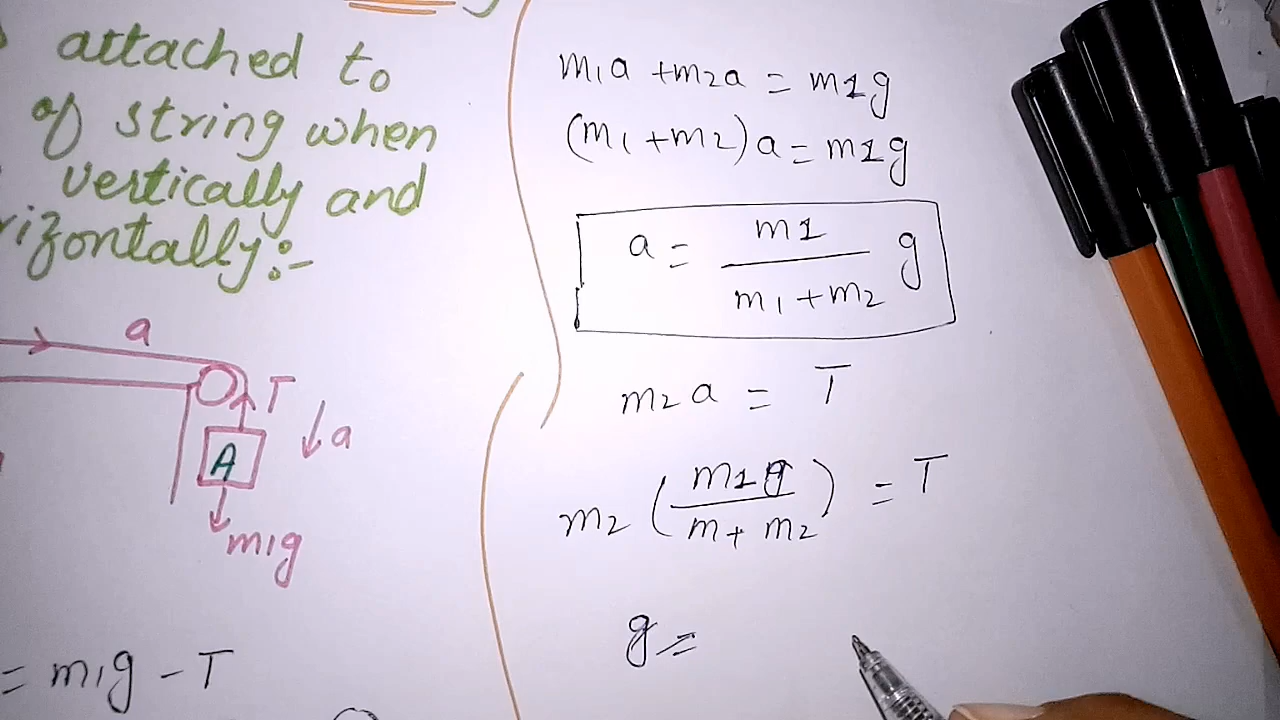 attached to
of string when
vertically and
rizontally:-
a
T
A
a
m1g
= m1g - T
m1a + m2a = m1g
(m1 + m2)a = m1g
a = m1 / m1 + m2 g
m2a = T
m2 (m1g / m + m2) = T
g =